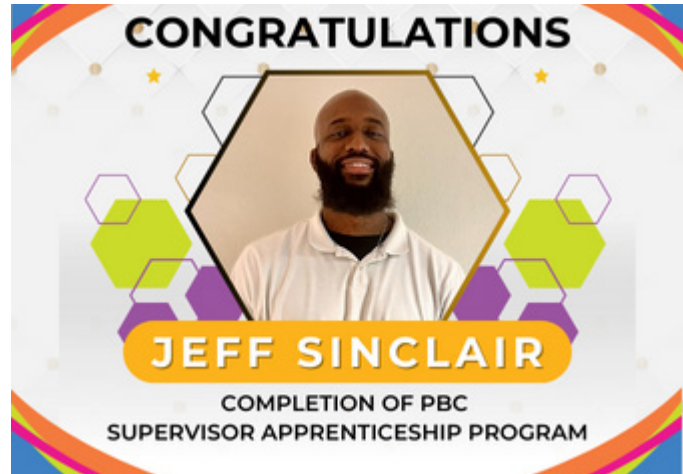 CONGRATULATIONS
JEFF SINCLAIR
COMPLETION OF PBC
SUPERVISOR APPRENTICESHIP PROGRAM